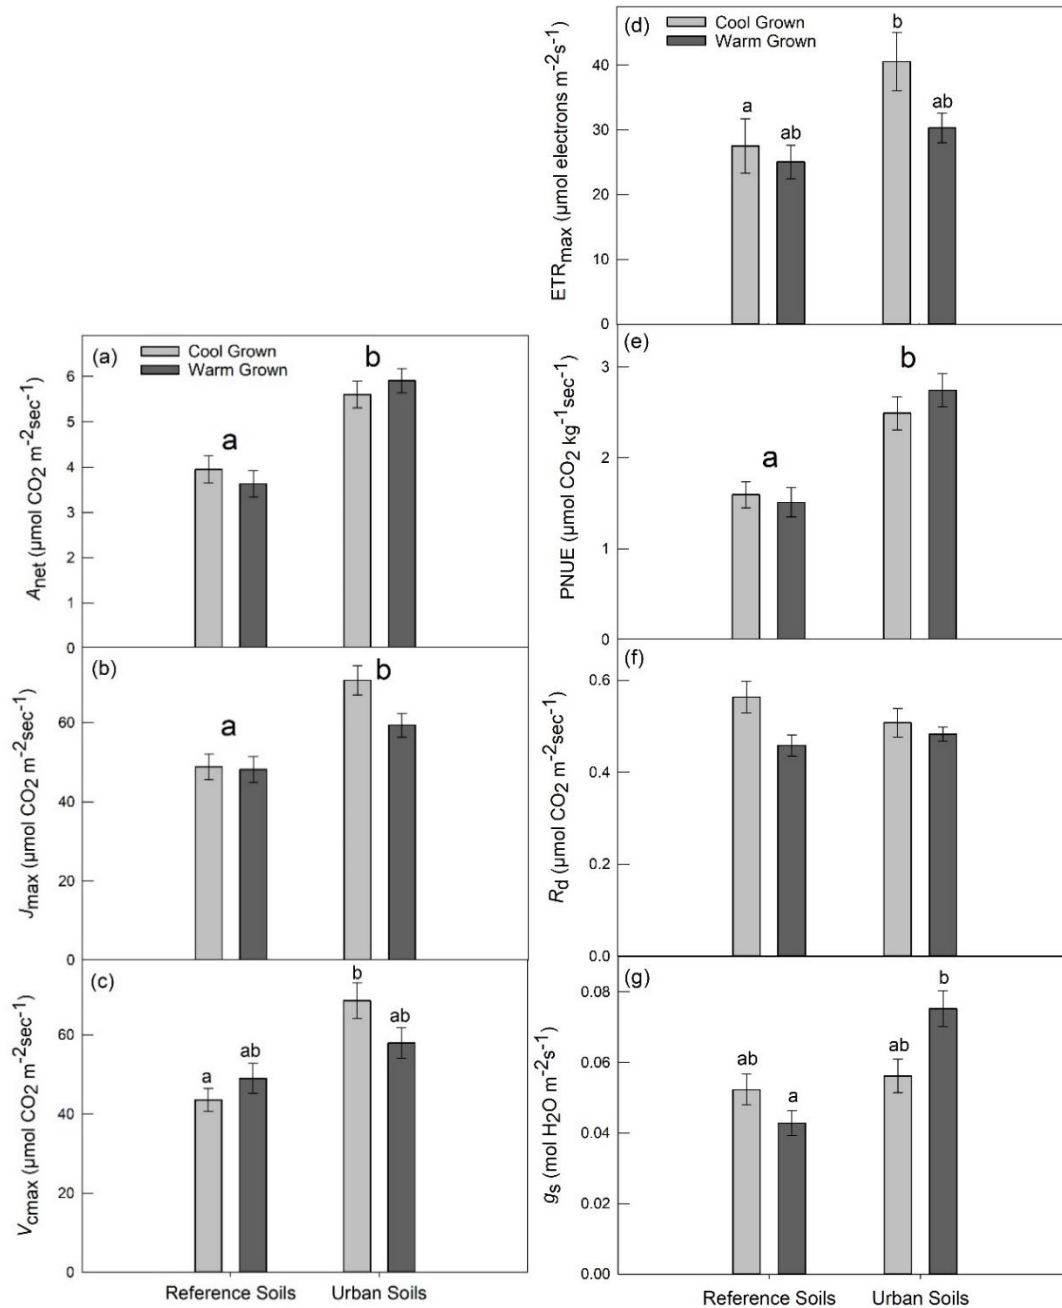 (a)
Cool Grown
Warm Grown
a
b
6
5
4
3
2
1
0
Anet (µmol CO2 m-2sec-1)
(b)
a
b
60
40
20
0
Jmax (µmol CO2 m-2sec-1)
(c)
a
ab
b
ab
60
40
20
0
Vcmax (µmol CO2 m-2sec-1)
Reference Soils
Urban Soils
(d)
Cool Grown
Warm Grown
a
ab
b
ab
40
30
20
10
0
ETRmax (µmol electrons m-2s-1)
(e)
a
b
3
2
1
0
PNUE (µmol CO2 kg-1sec-1)
(f)
0.6
0.4
0.2
0.0
Rd (µmol CO2 m-2sec-1)
(g)
ab
a
ab
b
0.08
0.06
0.04
0.02
0.00
gs (mol H2O m-2s-1)
Reference Soils
Urban Soils